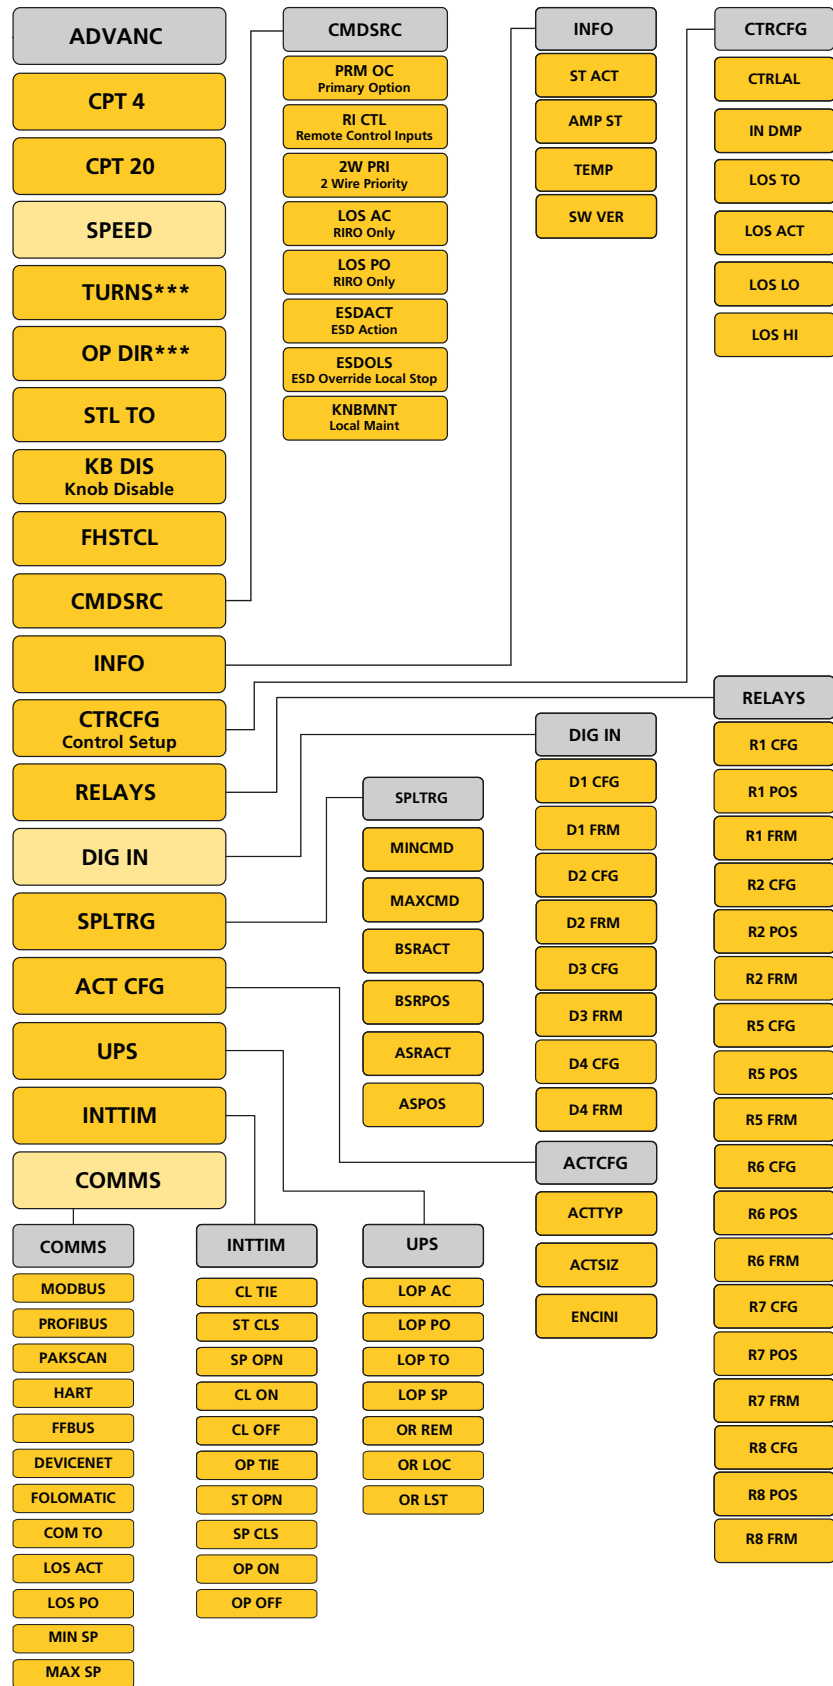 ADVANC
CPT 4
CPT 20
SPEED
TURNS***
OP DIR***
STL TO
KB DIS
Knob Disable
FHSTCL
CMDSRC
INFO
CTRCFG
Control Setup
RELAYS
DIG IN
SPLTRG
ACT CFG
UPS
INTTIM
COMMS
CMDSRC
PRM OC
Primary Option
RI CTL
Remote Control Inputs
2W PRI
2 Wire Priority
LOS AC
RIRO Only
LOS PO
RIRO Only
ESDACT
ESD Action
ESDOLS
ESD Override Local Stop
KNBMNT
Local Maint
INFO
ST ACT
AMP ST
TEMP
SW VER
CTRCFG
CTRLAL
IN DMP
LOS TO
LOS ACT
LOS LO
LOS HI
RELAYS
R1 CFG
R1 POS
R1 FRM
R2 CFG
R2 POS
R2 FRM
R5 CFG
R5 POS
R5 FRM
R6 CFG
R6 POS
R6 FRM
R7 CFG
R7 POS
R7 FRM
R8 CFG
R8 POS
R8 FRM
DIG IN
D1 CFG
D1 FRM
D2 CFG
D2 FRM
D3 CFG
D3 FRM
D4 CFG
D4 FRM
SPLTRG
MINCMD
MAXCMD
BSRACT
BSRPOS
ASRACT
ASPOS
ACTCFG
ACTTYP
ACTSIZ
ENCINI
COMMS
MODBUS
PROFIBUS
PAKSCAN
HART
FFBUS
DEVICENET
FOLOMATIC
COM TO
LOS ACT
LOS PO
MIN SP
MAX SP
INTTIM
CL TIE
ST CLS
SP OPN
CL ON
CL OFF
OP TIE
ST OPN
SP CLS
OP ON
OP OFF
UPS
LOP AC
LOP PO
LOP TO
LOP SP
OR REM
OR LOC
OR LST